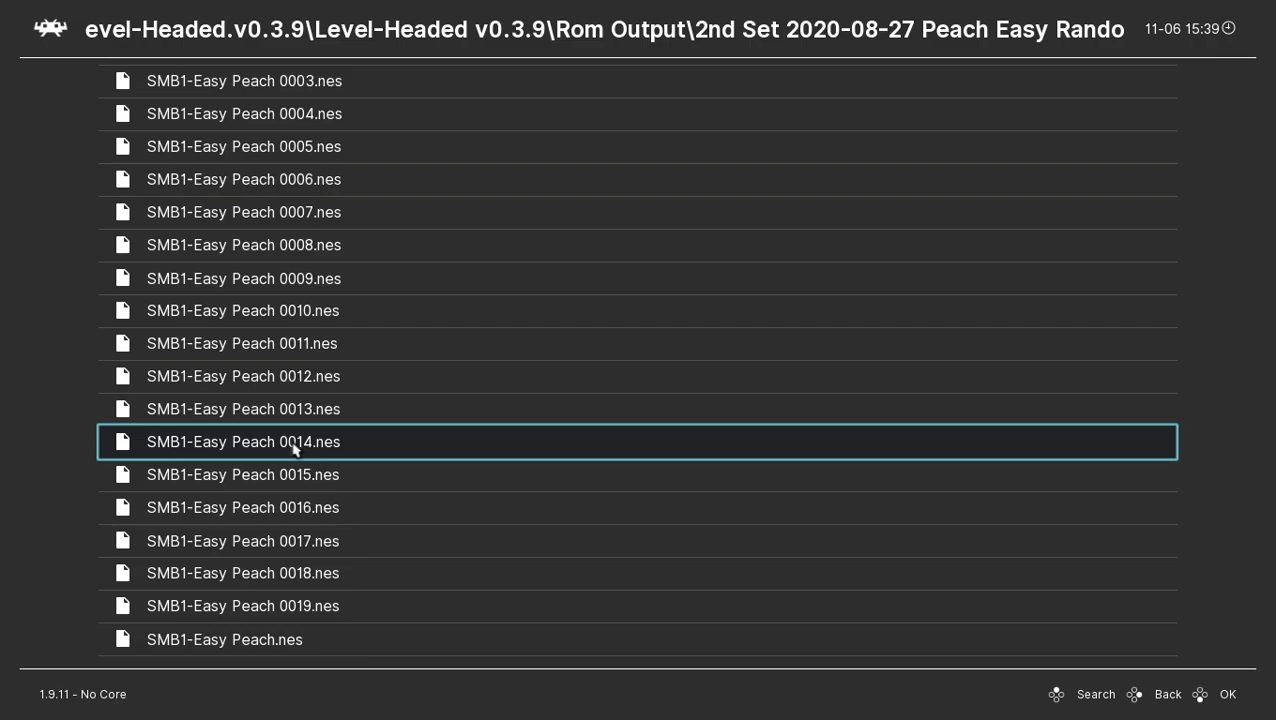 evel-Headed.v0.3.9\Level-Headed v0.3.9\Rom Output\2nd Set 2020-08-27 Peach Easy Rando
11-06 15:39
SMB1-Easy Peach 0003.nes
SMB1-Easy Peach 0004.nes
SMB1-Easy Peach 0005.nes
SMB1-Easy Peach 0006.nes
SMB1-Easy Peach 0007.nes
SMB1-Easy Peach 0008.nes
SMB1-Easy Peach 0009.nes
SMB1-Easy Peach 0010.nes
SMB1-Easy Peach 0011.nes
SMB1-Easy Peach 0012.nes
SMB1-Easy Peach 0013.nes
SMB1-Easy Peach 0014.nes
SMB1-Easy Peach 0015.nes
SMB1-Easy Peach 0016.nes
SMB1-Easy Peach 0017.nes
SMB1-Easy Peach 0018.nes
SMB1-Easy Peach 0019.nes
SMB1-Easy Peach.nes
1.9.11 - No Core
Search Back OK